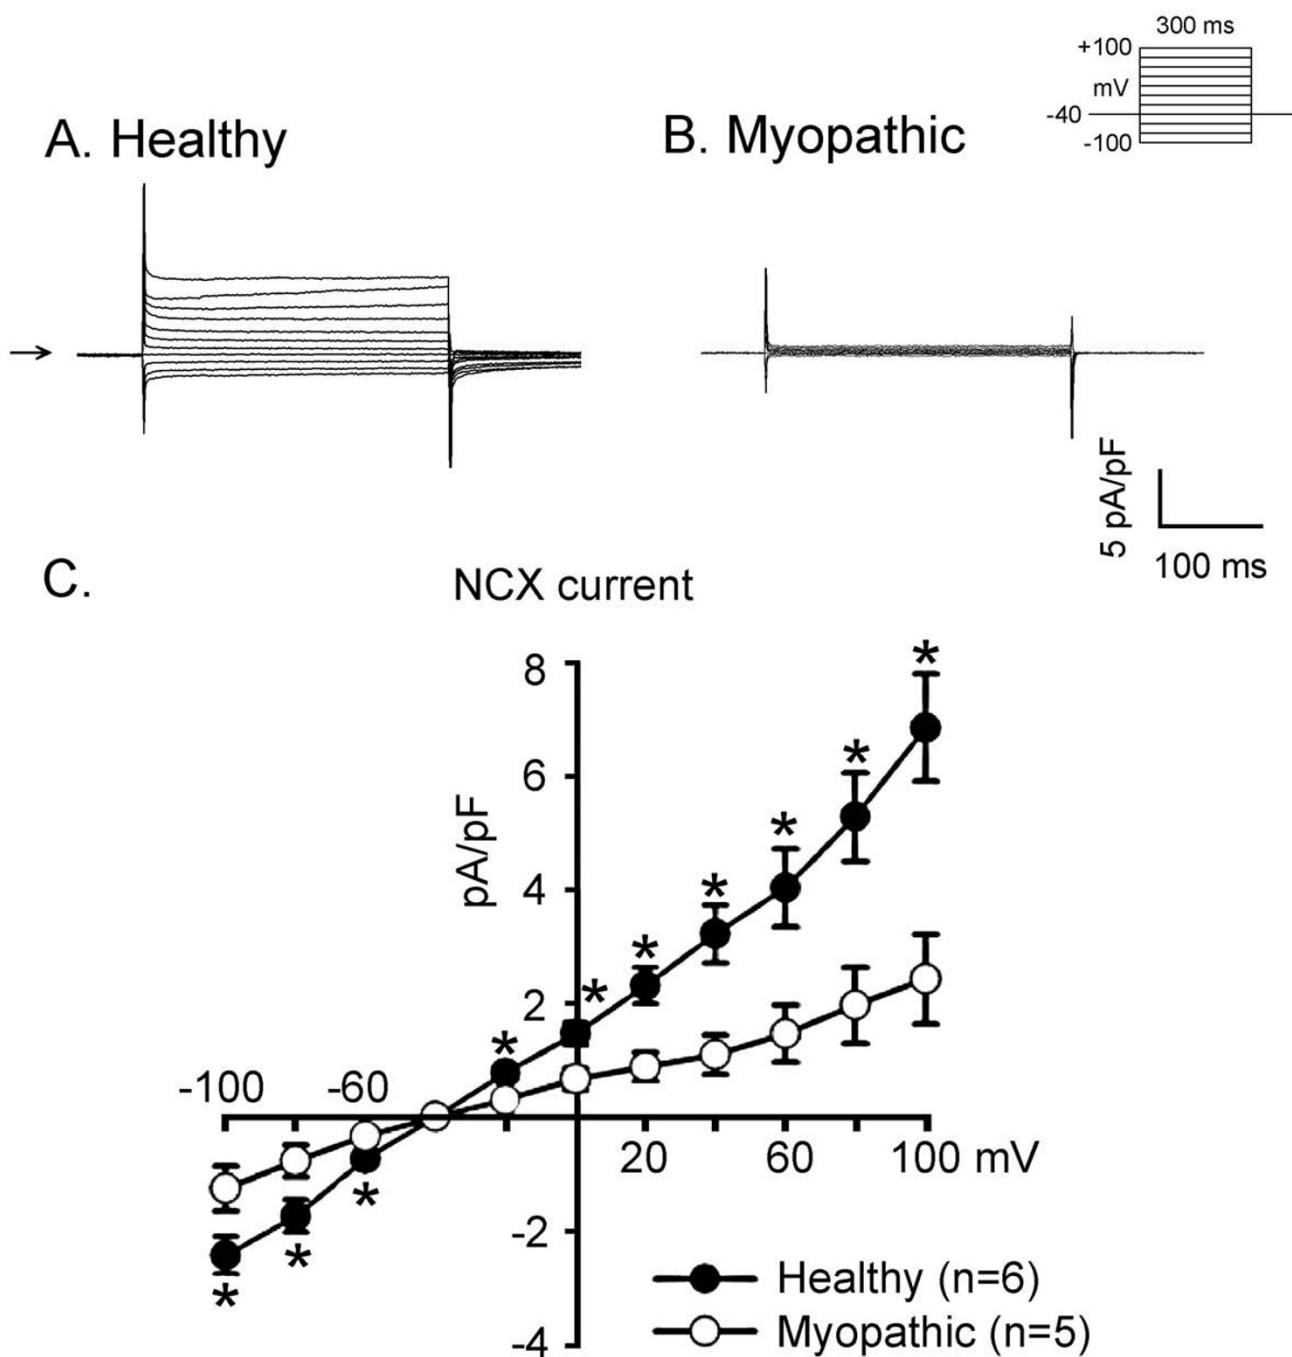 300 ms
+100
mV
-40
-100
A. Healthy
B. Myopathic
5 pA/pF
100 ms
C.
NCX current
pA/pF
8
6
4
2
-2
-4
-100
-60
20
60
100 mV
*
*
*
*
*
*
*
*
*
*
Healthy (n=6)
Myopathic (n=5)